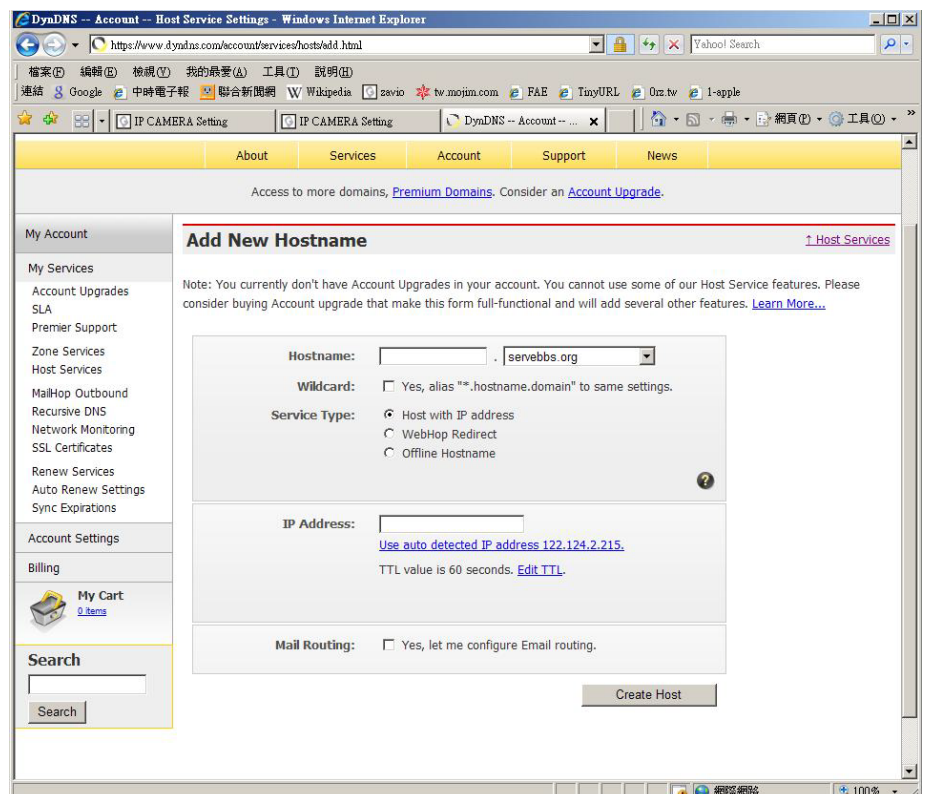 DynDNS -- Account -- Host Service Settings - Windows Internet Explorer
https://www.dyndns.com/account/services/hosts/add.html
Yahoo! Search
檔案(F) 編輯(E) 檢視(V) 我的最愛(A) 工具(T) 說明(H)
連結 Google 中時電子報 聯合新聞網 Wikipedia zavio tw.mojim.com FAE TinyURL 0rz.tw 1-apple
IP CAMERA Setting IP CAMERA Setting DynDNS -- Account -- ... 網頁(P) 工具(O) »
About Services Account Support News
Access to more domains, Premium Domains. Consider an Account Upgrade.
My Account
My Services
Account Upgrades
SLA
Premier Support
Zone Services
Host Services
MailHop Outbound
Recursive DNS
Network Monitoring
SSL Certificates
Renew Services
Auto Renew Settings
Sync Expirations
Account Settings
Billing
My Cart
0 items
Search
Search
Add New Hostname
↑ Host Services
Note: You currently don't have Account Upgrades in your account. You cannot use some of our Host Service features. Please
consider buying Account upgrade that make this form full-functional and will add several other features. Learn More...
Hostname: . servebbs.org
Wildcard: Yes, alias "*.hostname.domain" to same settings.
Service Type: Host with IP address
WebHop Redirect
Offline Hostname
?
IP Address:
Use auto detected IP address 122.124.2.215.
TTL value is 60 seconds. Edit TTL.
Mail Routing: Yes, let me configure Email routing.
Create Host
網際網路 100%